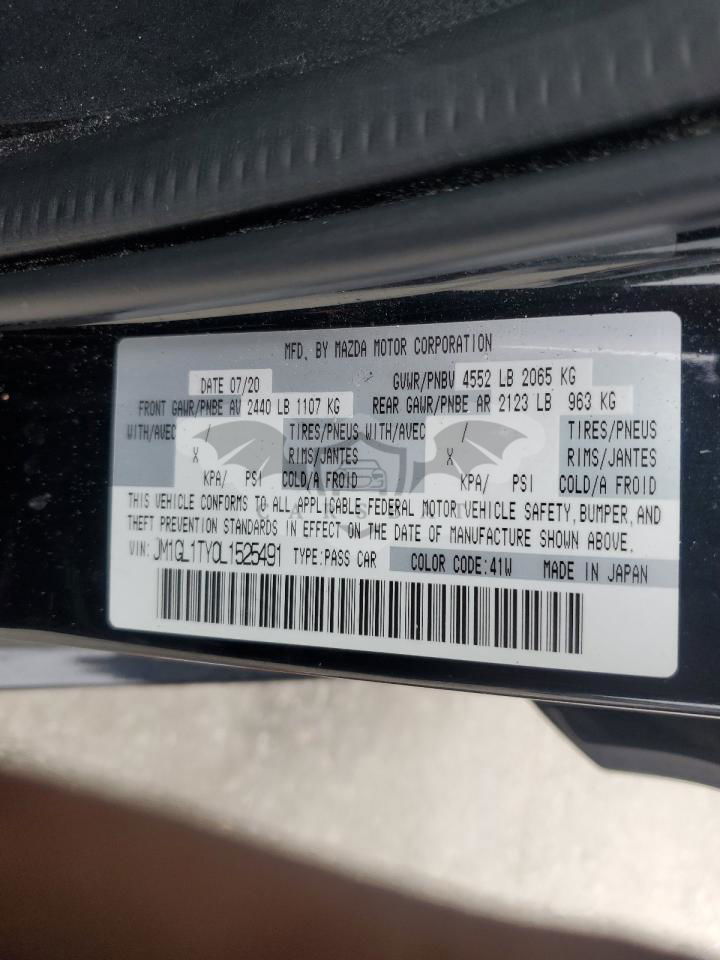 MFD. BY MAZDA MOTOR CORPORATION
DATE 07/20 GVWR/PNBV 4552 LB 2065 KG
FRONT GAWR/PNBE AV 2440 LB 1107 KG REAR GAWR/PNBE AR 2123 LB 963 KG
WITH/AVEC / TIRES/PNEUS WITH/AVEC / TIRES/PNEUS
X RIMS/JANTES X RIMS/JANTES
KPA/ PSI COLD/A FROID KPA/ PSI COLD/A FROID
THIS VEHICLE CONFORMS TO ALL APPLICABLE FEDERAL MOTOR VEHICLE SAFETY, BUMPER, AND
THEFT PREVENTION STANDARDS IN EFFECT ON THE DATE OF MANUFACTURE SHOWN ABOVE.
VIN: JM1GL1TY0L1525491 TYPE:PASS CAR COLOR CODE:41W MADE IN JAPAN